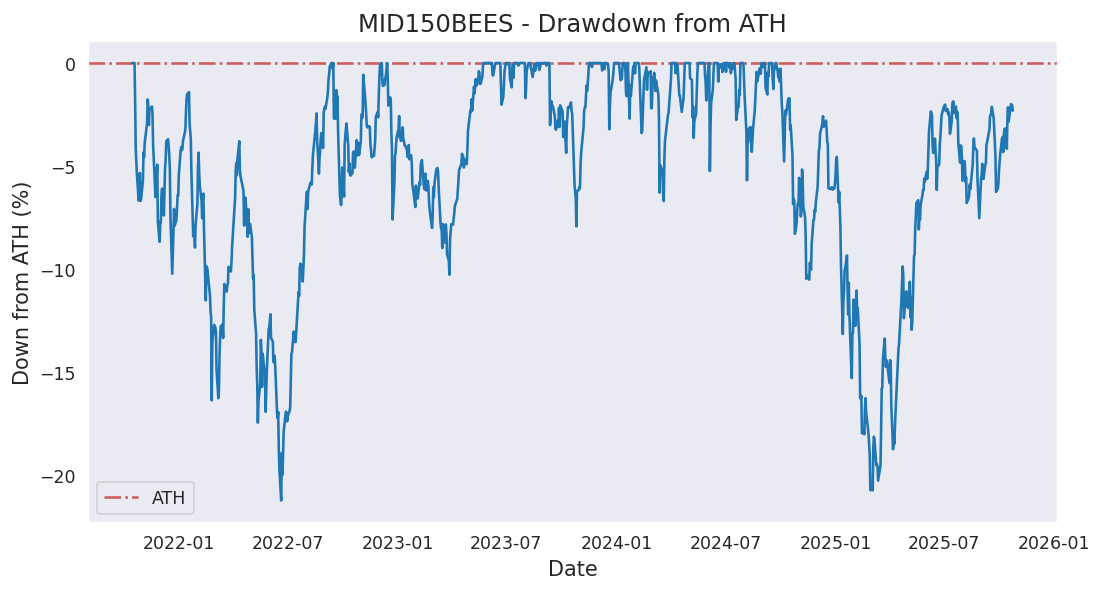 MID150BEES - Drawdown from ATH
Down from ATH (%)
0
−5
−10
−15
−20
ATH
2022-01 2022-07 2023-01 2023-07 2024-01 2024-07 2025-01 2025-07 2026-01
Date